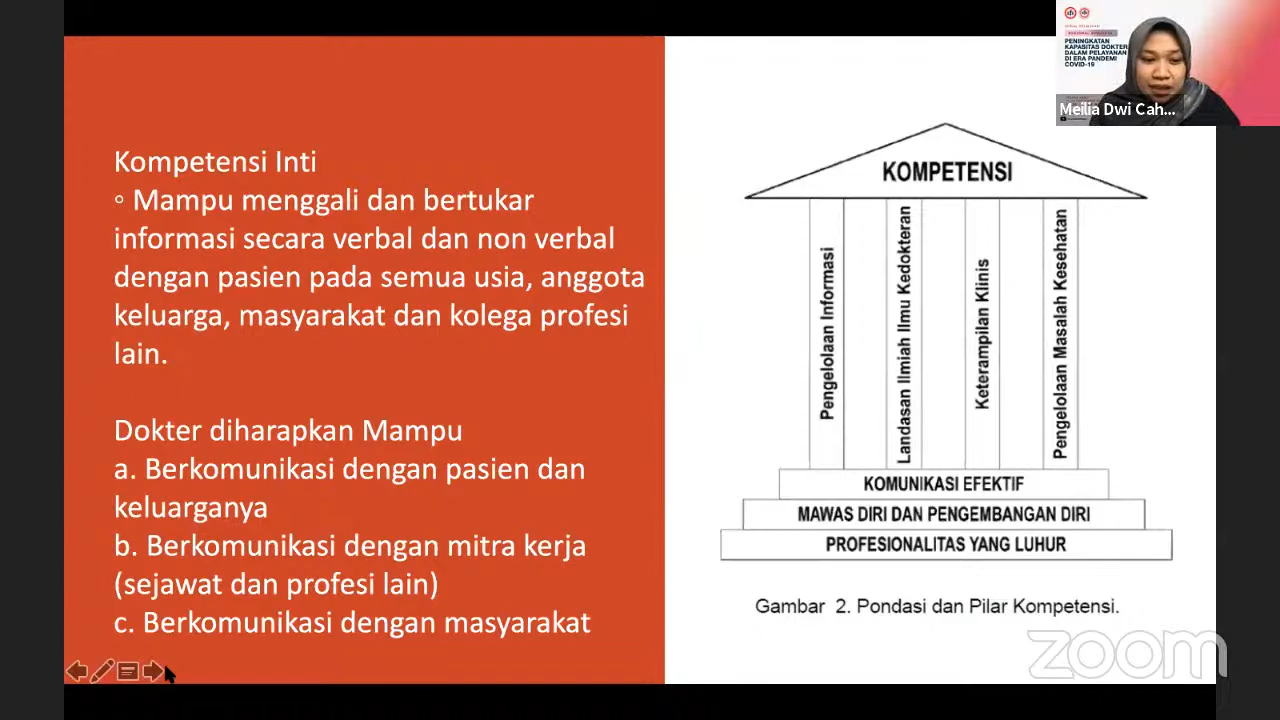 Kompetensi Inti
◦ Mampu menggali dan bertukar
informasi secara verbal dan non verbal
dengan pasien pada semua usia, anggota
keluarga, masyarakat dan kolega profesi
lain.
Dokter diharapkan Mampu
a. Berkomunikasi dengan pasien dan
keluarganya
b. Berkomunikasi dengan mitra kerja
(sejawat dan profesi lain)
c. Berkomunikasi dengan masyarakat
PENINGKATAN
KAPASITAS DOKTER
DALAM PELAYANAN
DI ERA PANDEMI
COVID-19
Meilia Dwi Cah...
KOMPETENSI
Pengelolaan Informasi
Landasan Ilmiah Ilmu Kedokteran
Keterampilan Klinis
Pengelolaan Masalah Kesehatan
KOMUNIKASI EFEKTIF
MAWAS DIRI DAN PENGEMBANGAN DIRI
PROFESIONALITAS YANG LUHUR
Gambar 2. Pondasi dan Pilar Kompetensi.
zoom